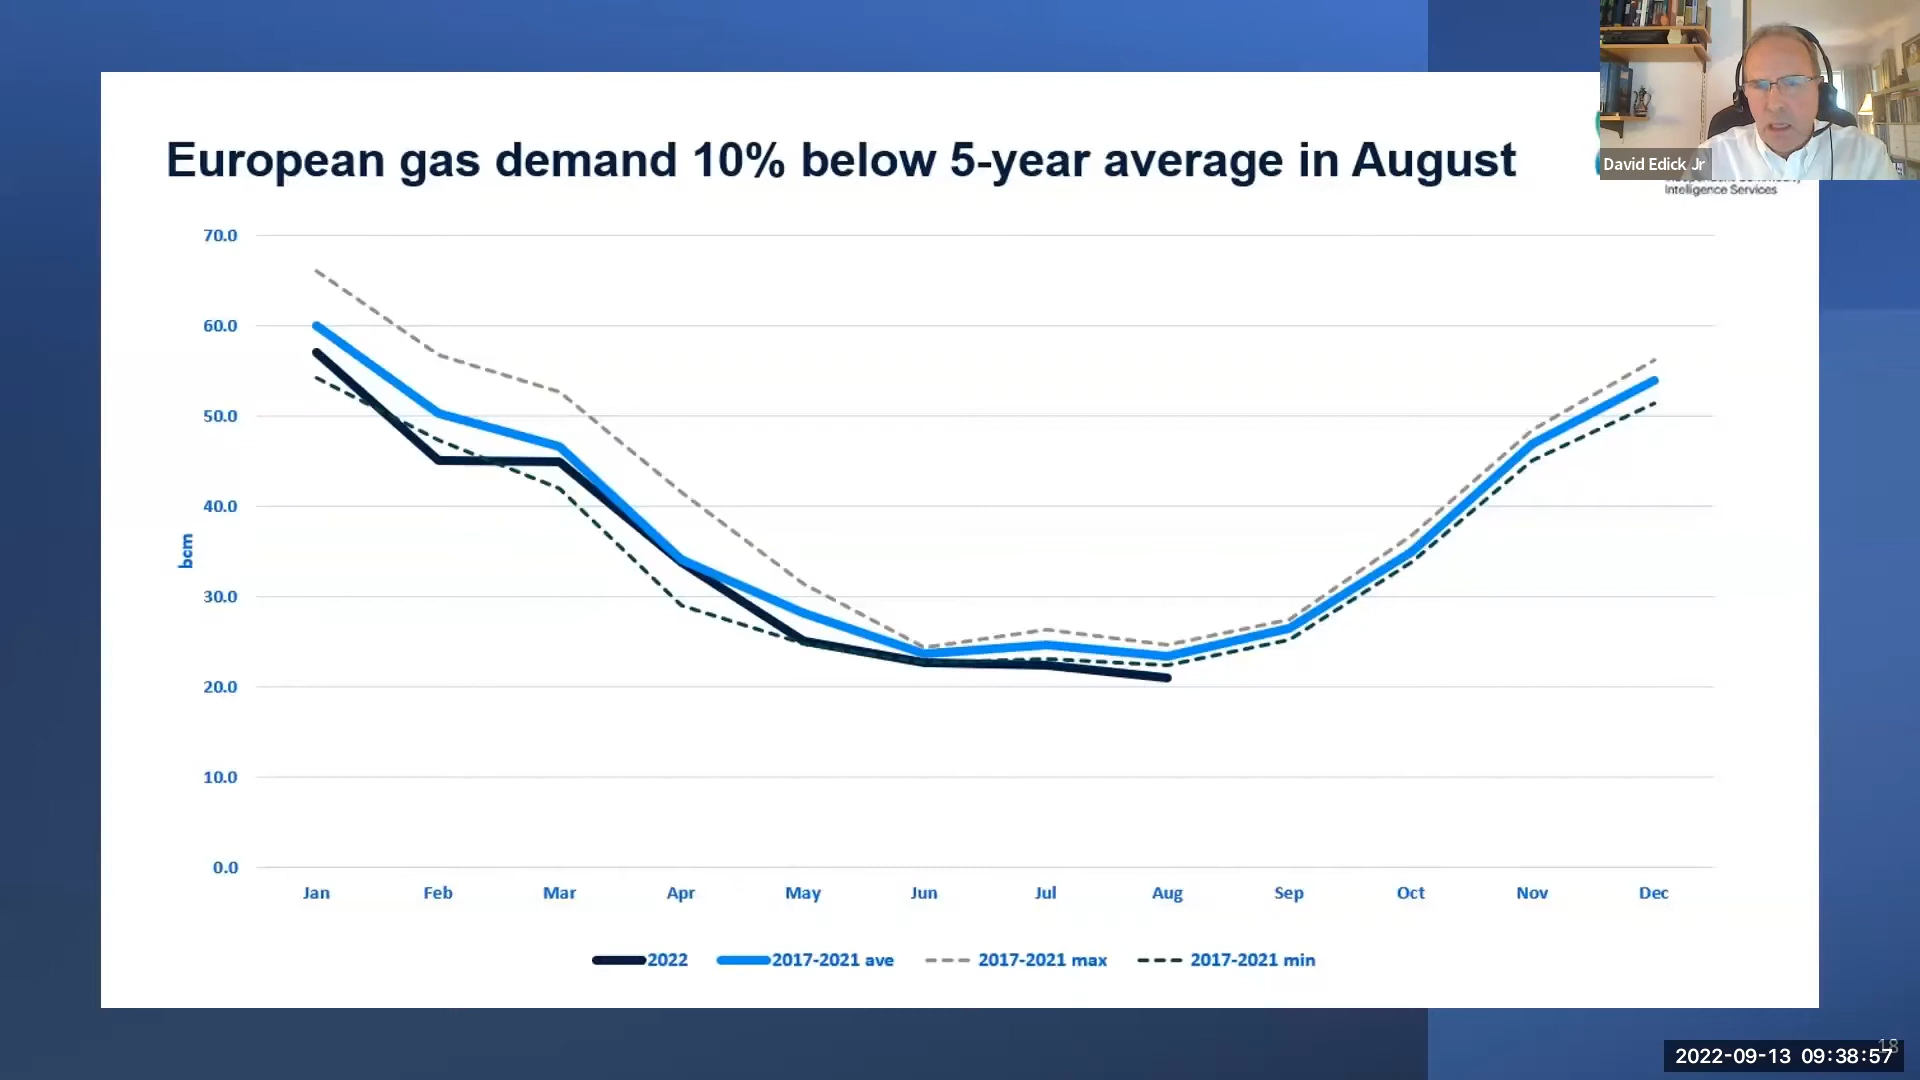 European gas demand 10% below 5-year average in August
David Edick Jr
Intelligence Services
70.0
60.0
50.0
40.0
30.0
20.0
10.0
0.0
bcm
Jan Feb Mar Apr May Jun Jul Aug Sep Oct Nov Dec
2022 2017-2021 ave 2017-2021 max 2017-2021 min
18
2022-09-13 09:38:57